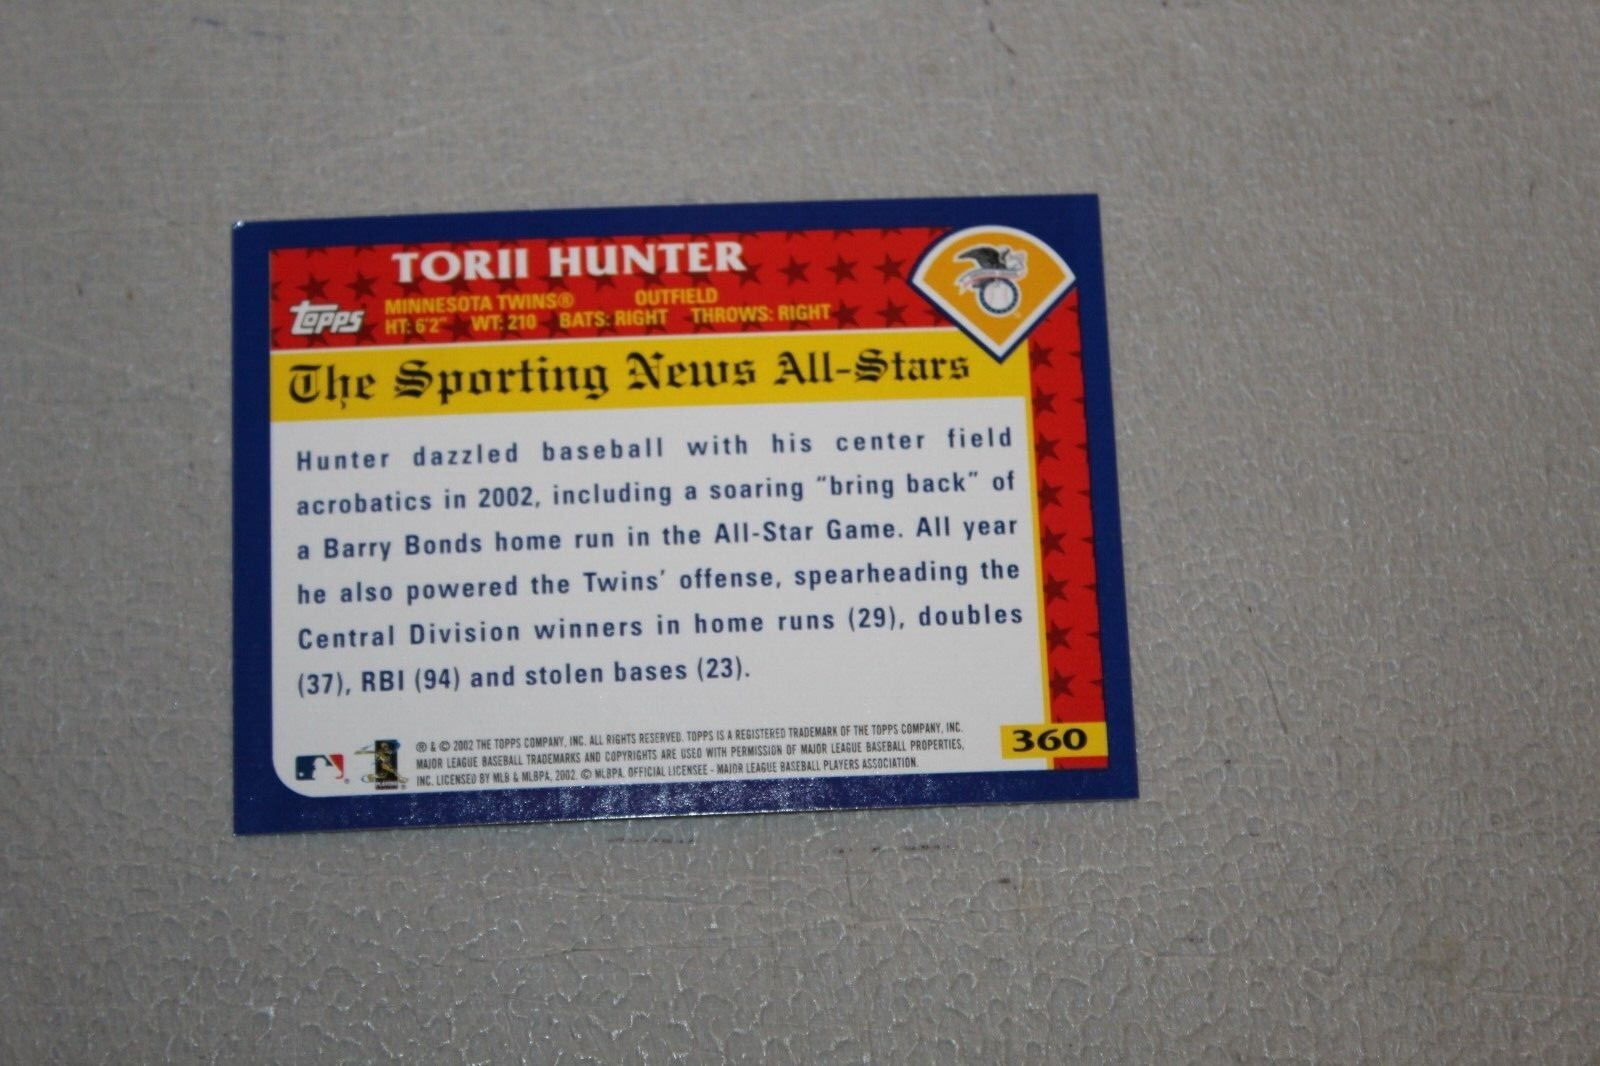 TORII HUNTER
topps
MINNESOTA TWINS® OUTFIELD
HT: 6'2" WT: 210 BATS: RIGHT THROWS: RIGHT
The Sporting News All-Stars
Hunter dazzled baseball with his center field
acrobatics in 2002, including a soaring "bring back" of
a Barry Bonds home run in the All-Star Game. All year
he also powered the Twins' offense, spearheading the
Central Division winners in home runs (29), doubles
(37), RBI (94) and stolen bases (23).
® & © 2002 THE TOPPS COMPANY, INC. ALL RIGHTS RESERVED. TOPPS IS A REGISTERED TRADEMARK OF THE TOPPS COMPANY, INC.
MAJOR LEAGUE BASEBALL TRADEMARKS AND COPYRIGHTS ARE USED WITH PERMISSION OF MAJOR LEAGUE BASEBALL PROPERTIES,
INC. LICENSED BY MLB & MLBPA, 2002. © MLBPA. OFFICIAL LICENSEE - MAJOR LEAGUE BASEBALL PLAYERS ASSOCIATION.
360